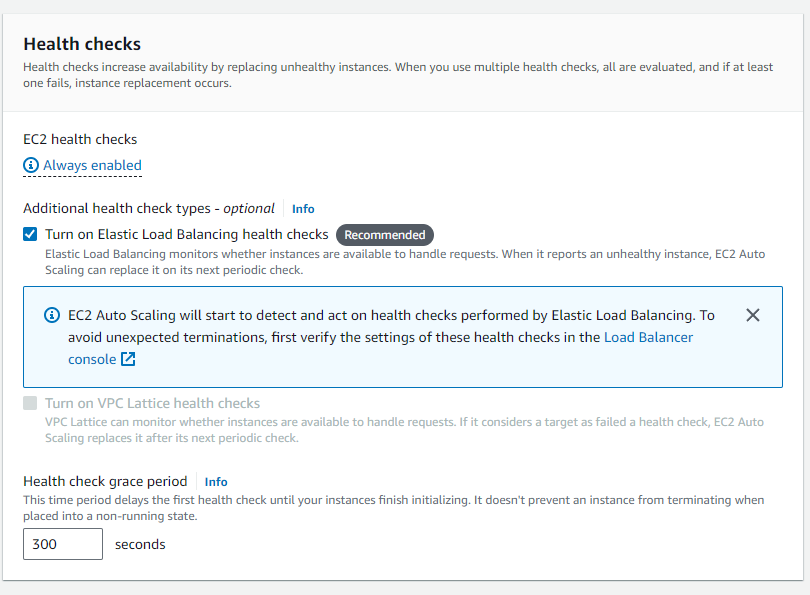 Health checks
Health checks increase availability by replacing unhealthy instances. When you use multiple health checks, all are evaluated, and if at least
one fails, instance replacement occurs.
EC2 health checks
Always enabled
Additional health check types - optional Info
Turn on Elastic Load Balancing health checks Recommended
Elastic Load Balancing monitors whether instances are available to handle requests. When it reports an unhealthy instance, EC2 Auto
Scaling can replace it on its next periodic check.
EC2 Auto Scaling will start to detect and act on health checks performed by Elastic Load Balancing. To
avoid unexpected terminations, first verify the settings of these health checks in the Load Balancer
console
Turn on VPC Lattice health checks
VPC Lattice can monitor whether instances are available to handle requests. If it considers a target as failed a health check, EC2 Auto
Scaling replaces it after its next periodic check.
Health check grace period Info
This time period delays the first health check until your instances finish initializing. It doesn't prevent an instance from terminating when
placed into a non-running state.
300 seconds